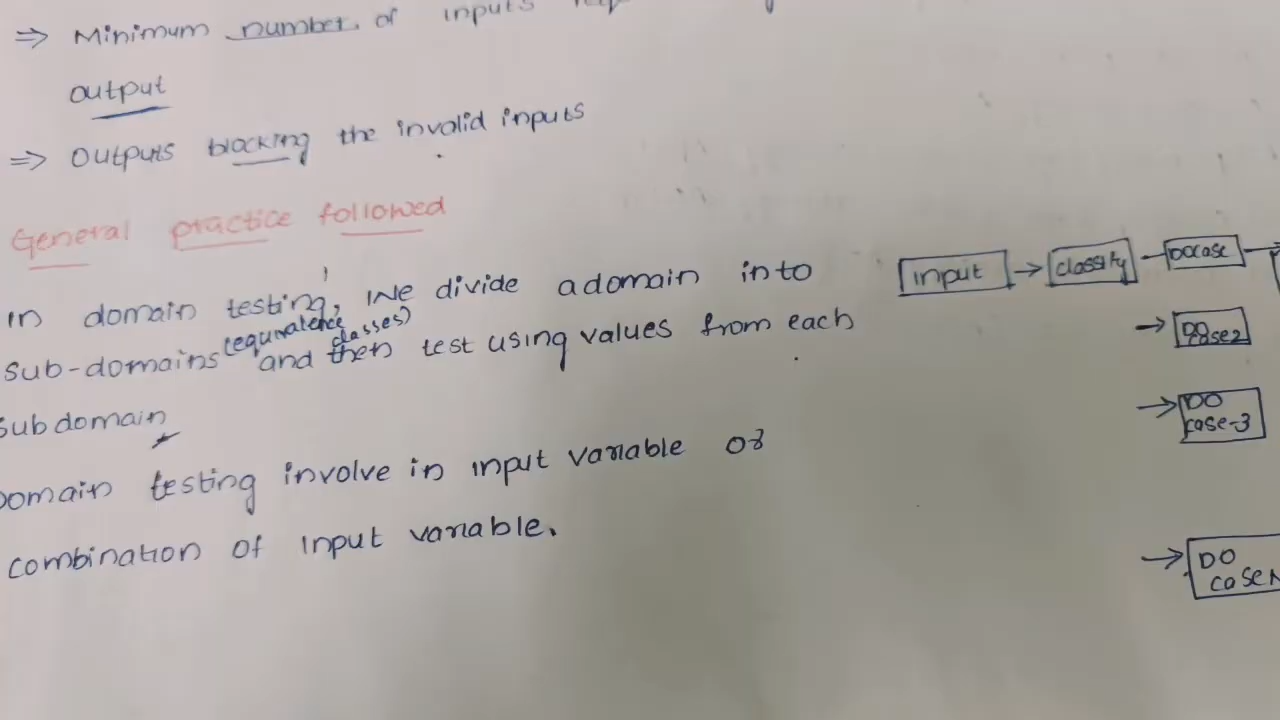 ⇒ Minimum number of inputs
output
⇒ Outputs blocking the invalid inputs
General practice followed
In domain testing, We divide a domain into
(equivalence classes)
sub-domains and then test using values from each
subdomain
Domain testing involve in input variable or
combination of input variable.
input → classify DO case
→ DO case2
→ DO case-3
→ DO case